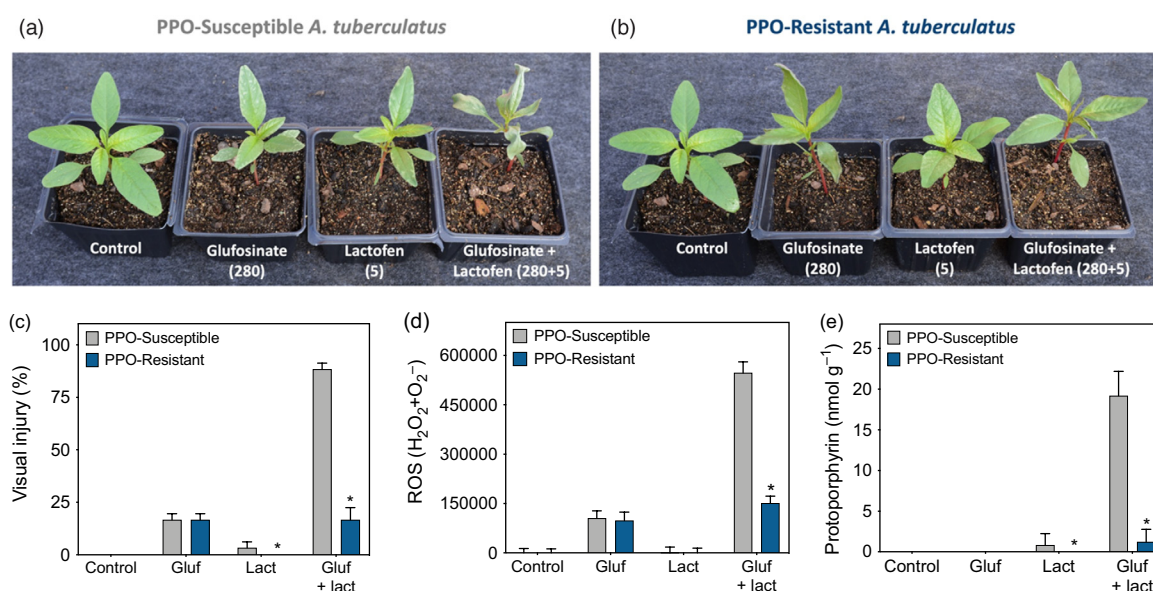 (a)
PPO-Susceptible A. tuberculatus
Control
Glufosinate
(280)
Lactofen
(5)
Glufosinate +
Lactofen (280+5)
(b)
PPO-Resistant A. tuberculatus
Control
Glufosinate
(280)
Lactofen
(5)
Glufosinate +
Lactofen (280+5)
(c)
PPO-Susceptible
PPO-Resistant
Visual injury (%)
100
75
50
25
0
*
*
Control
Gluf
Lact
Gluf
+ lact
(d)
PPO-Susceptible
PPO-Resistant
ROS (H₂O₂+O₂⁻)
600000
450000
300000
150000
0
*
Control
Gluf
Lact
Gluf
+ lact
(e)
PPO-Susceptible
PPO-Resistant
Protoporphyrin (nmol g⁻¹)
25
20
15
10
5
0
*
*
Control
Gluf
Lact
Gluf
+ lact